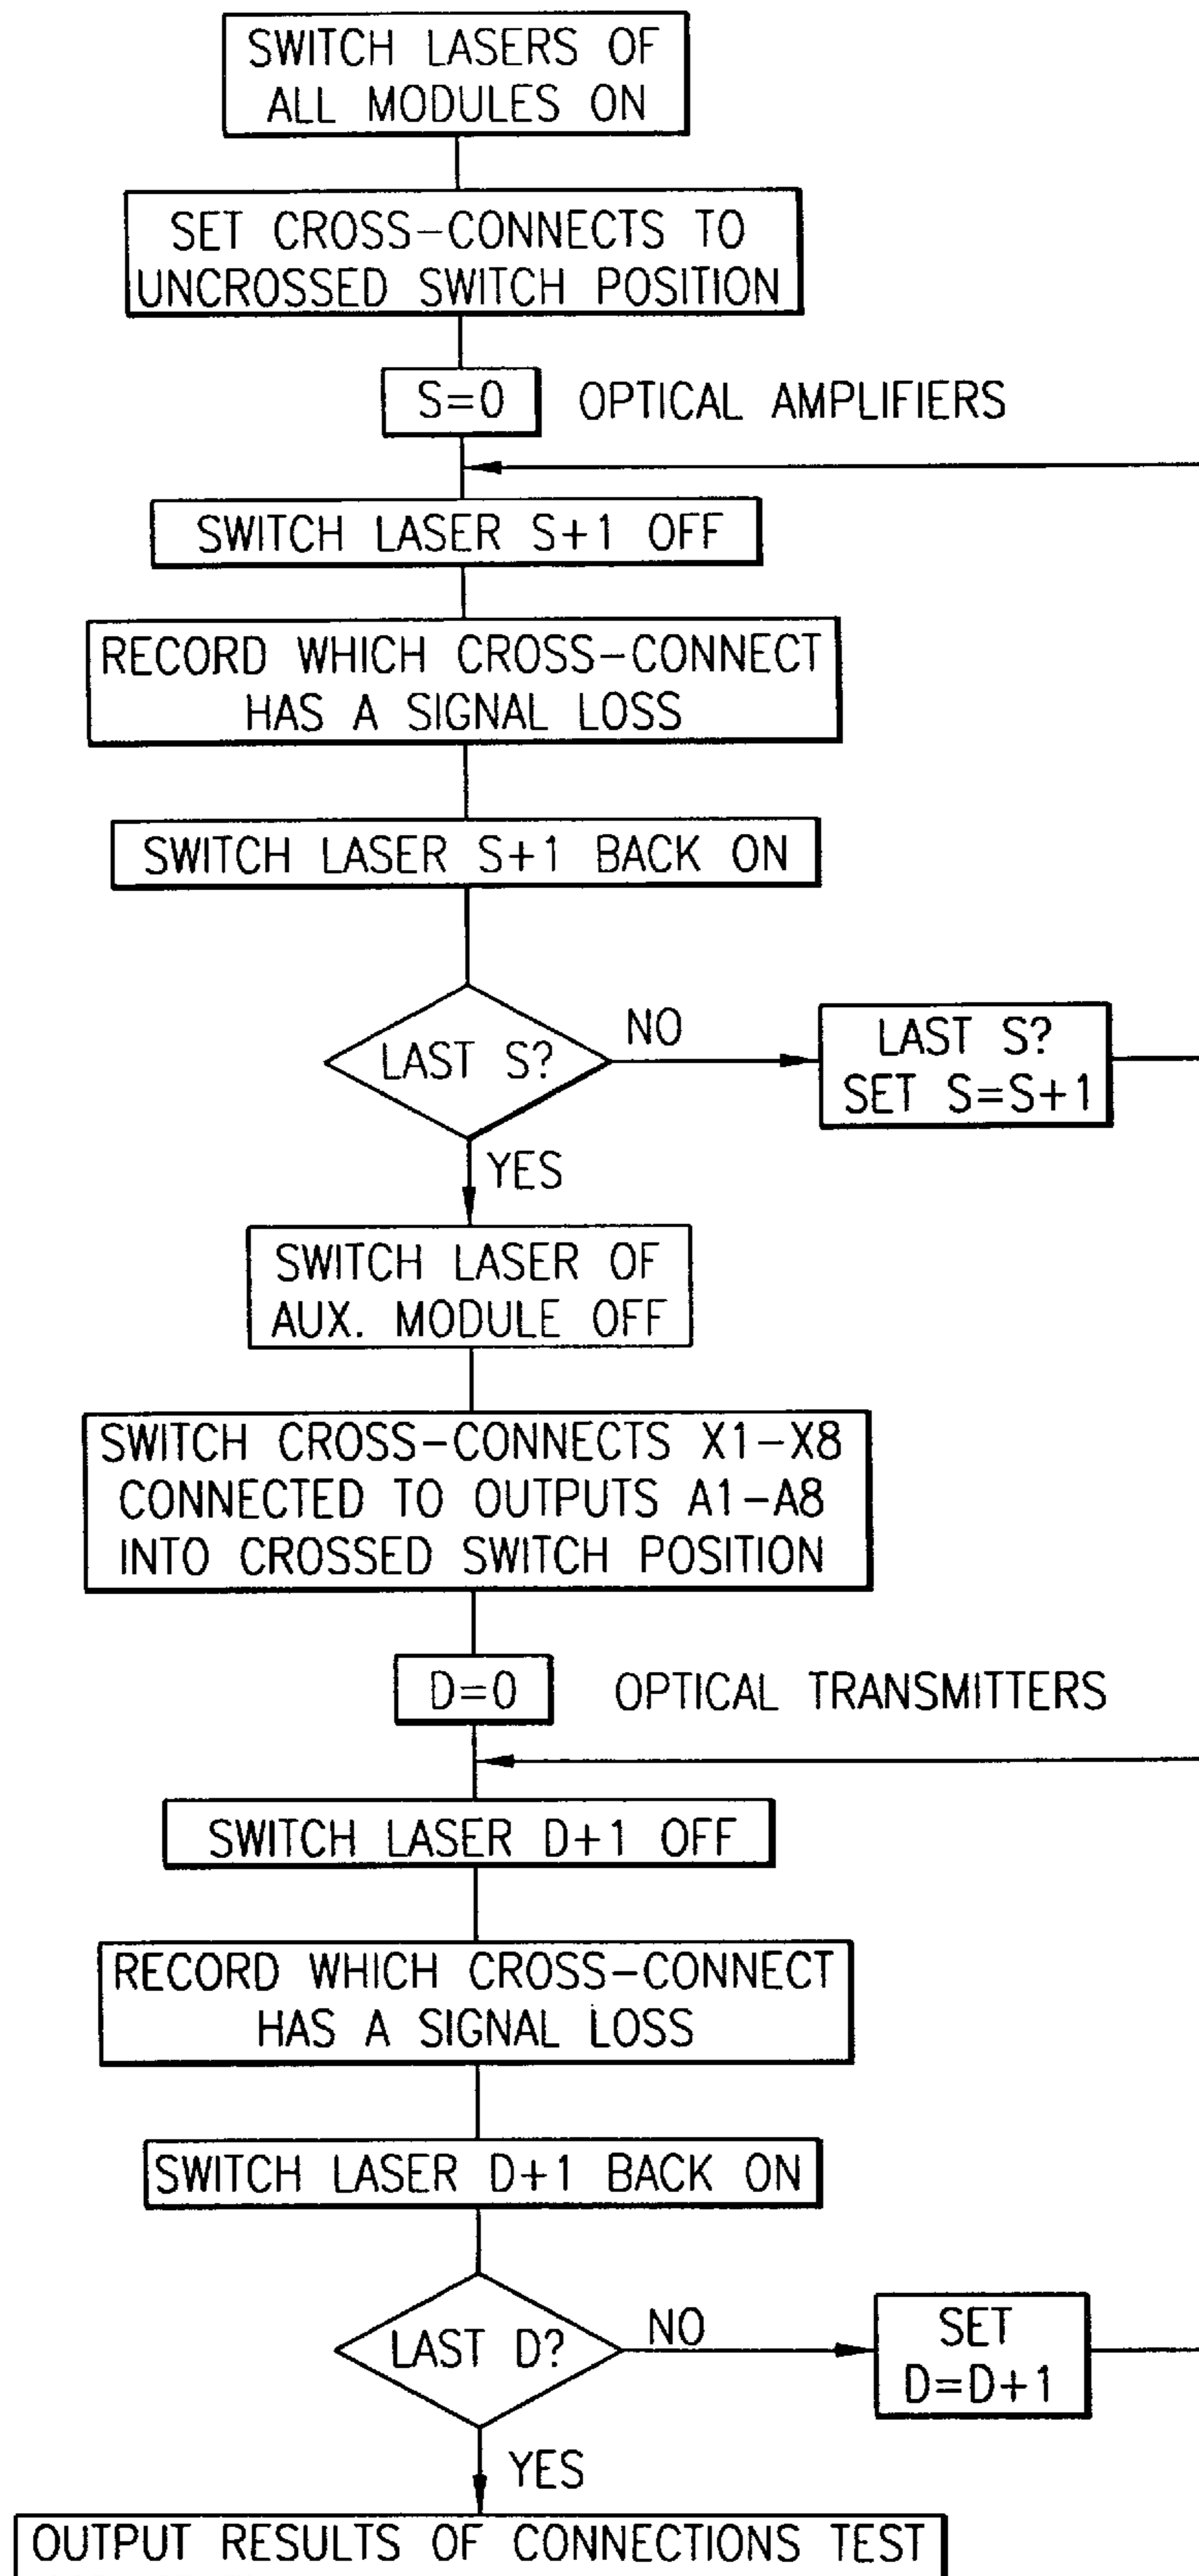 SWITCH LASERS OF
ALL MODULES ON
SET CROSS-CONNECTS TO
UNCROSSED SWITCH POSITION
S=0 OPTICAL AMPLIFIERS
SWITCH LASER S+1 OFF
RECORD WHICH CROSS-CONNECT
HAS A SIGNAL LOSS
SWITCH LASER S+1 BACK ON
LAST S?
NO
LAST S?
SET S=S+1
YES
SWITCH LASER OF
AUX. MODULE OFF
SWITCH CROSS-CONNECTS X1-X8
CONNECTED TO OUTPUTS A1-A8
INTO CROSSED SWITCH POSITION
D=0 OPTICAL TRANSMITTERS
SWITCH LASER D+1 OFF
RECORD WHICH CROSS-CONNECT
HAS A SIGNAL LOSS
SWITCH LASER D+1 BACK ON
LAST D?
NO
SET
D=D+1
YES
OUTPUT RESULTS OF CONNECTIONS TEST